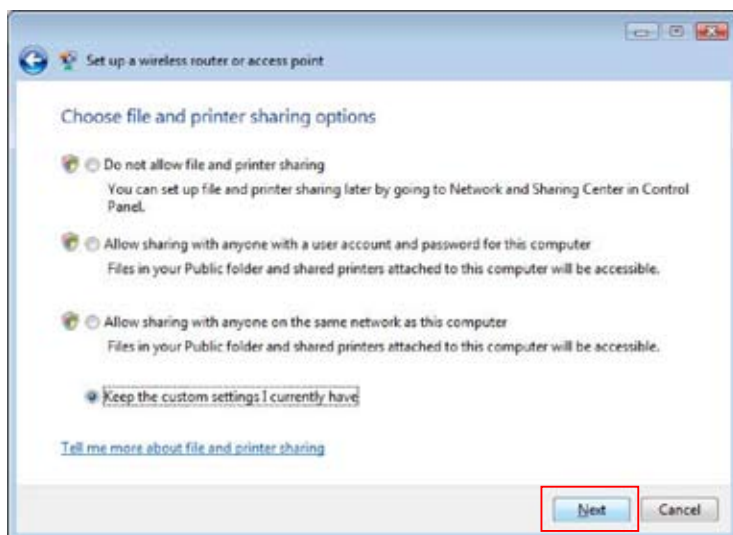 Set up a wireless router or access point
Choose file and printer sharing options
Do not allow file and printer sharing
You can set up file and printer sharing later by going to Network and Sharing Center in Control
Panel.
Allow sharing with anyone with a user account and password for this computer
Files in your Public folder and shared printers attached to this computer will be accessible.
Allow sharing with anyone on the same network as this computer
Files in your Public folder and shared printers attached to this computer will be accessible.
Keep the custom settings I currently have
Tell me more about file and printer sharing
Next Cancel